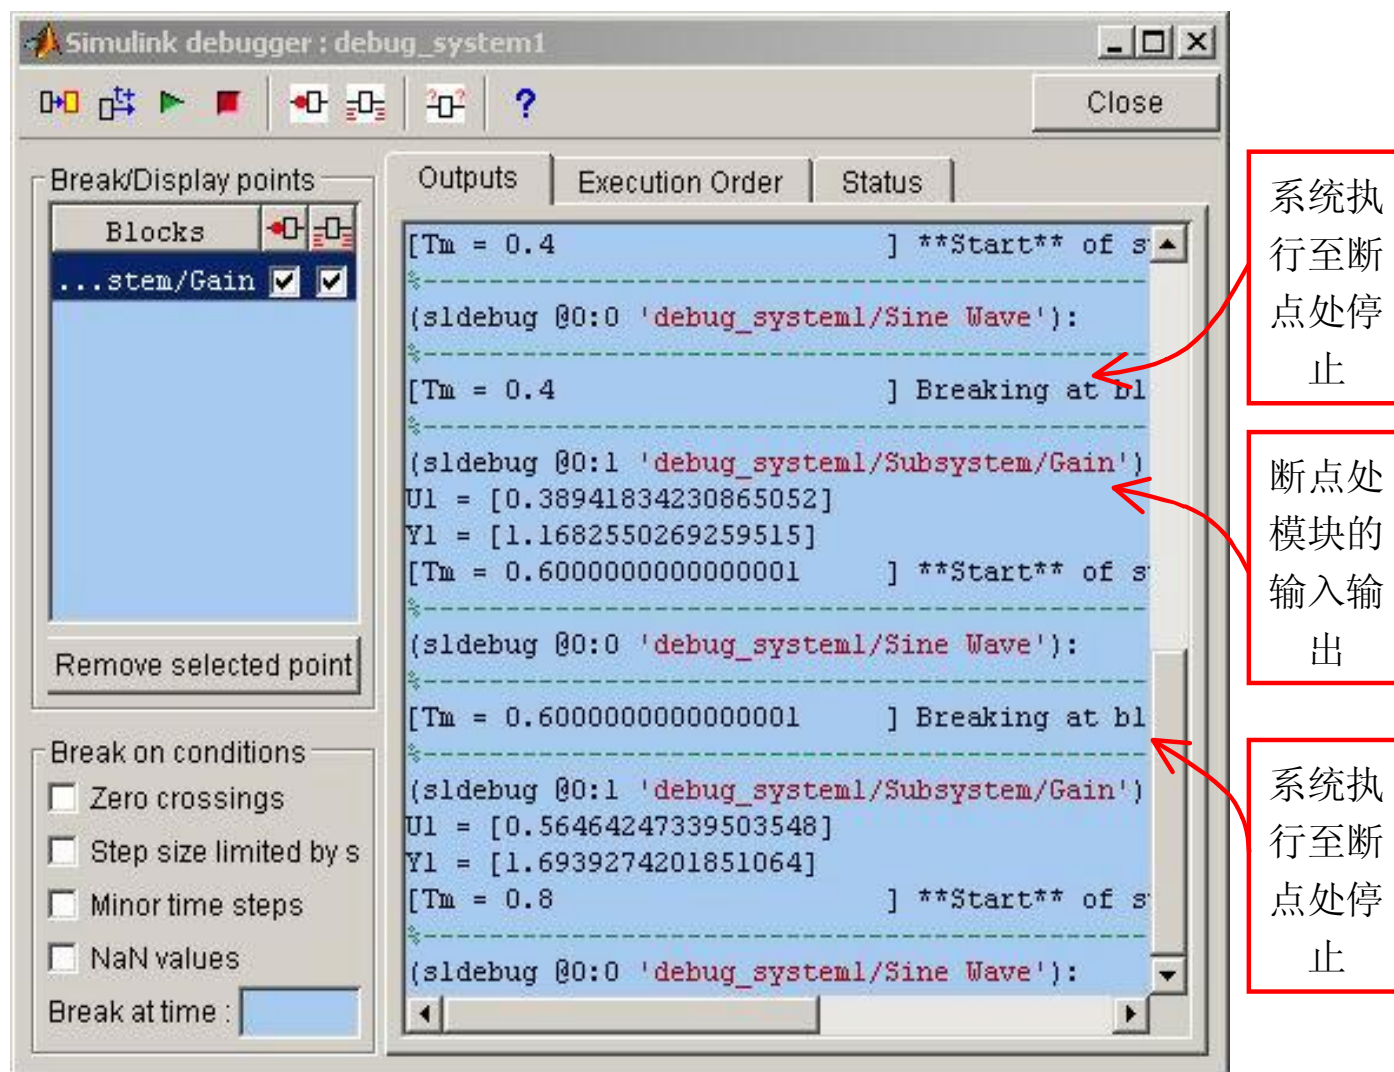 Simulink debugger : debug_system1
Close
Break/Display points
Blocks
...stem/Gain
Remove selected point
Break on conditions
Zero crossings
Step size limited by s
Minor time steps
NaN values
Break at time :
Outputs
Execution Order
Status
[Tm = 0.4 ] **Start** of s
%----------------------------------------------
(sldebug @0:0 'debug_system1/Sine Wave'):
%----------------------------------------------
[Tm = 0.4 ] Breaking at bl
%----------------------------------------------
(sldebug @0:1 'debug_system1/Subsystem/Gain')
U1 = [0.38941834230865052]
Y1 = [1.1682550269259515]
[Tm = 0.6000000000000001 ] **Start** of s
%----------------------------------------------
(sldebug @0:0 'debug_system1/Sine Wave'):
%----------------------------------------------
[Tm = 0.6000000000000001 ] Breaking at bl
%----------------------------------------------
(sldebug @0:1 'debug_system1/Subsystem/Gain')
U1 = [0.56464247339503548]
Y1 = [1.6939274201851064]
[Tm = 0.8 ] **Start** of s
%----------------------------------------------
(sldebug @0:0 'debug_system1/Sine Wave'):
系统执
行至断
点处停
止
断点处
模块的
输入输
出
系统执
行至断
点处停
止